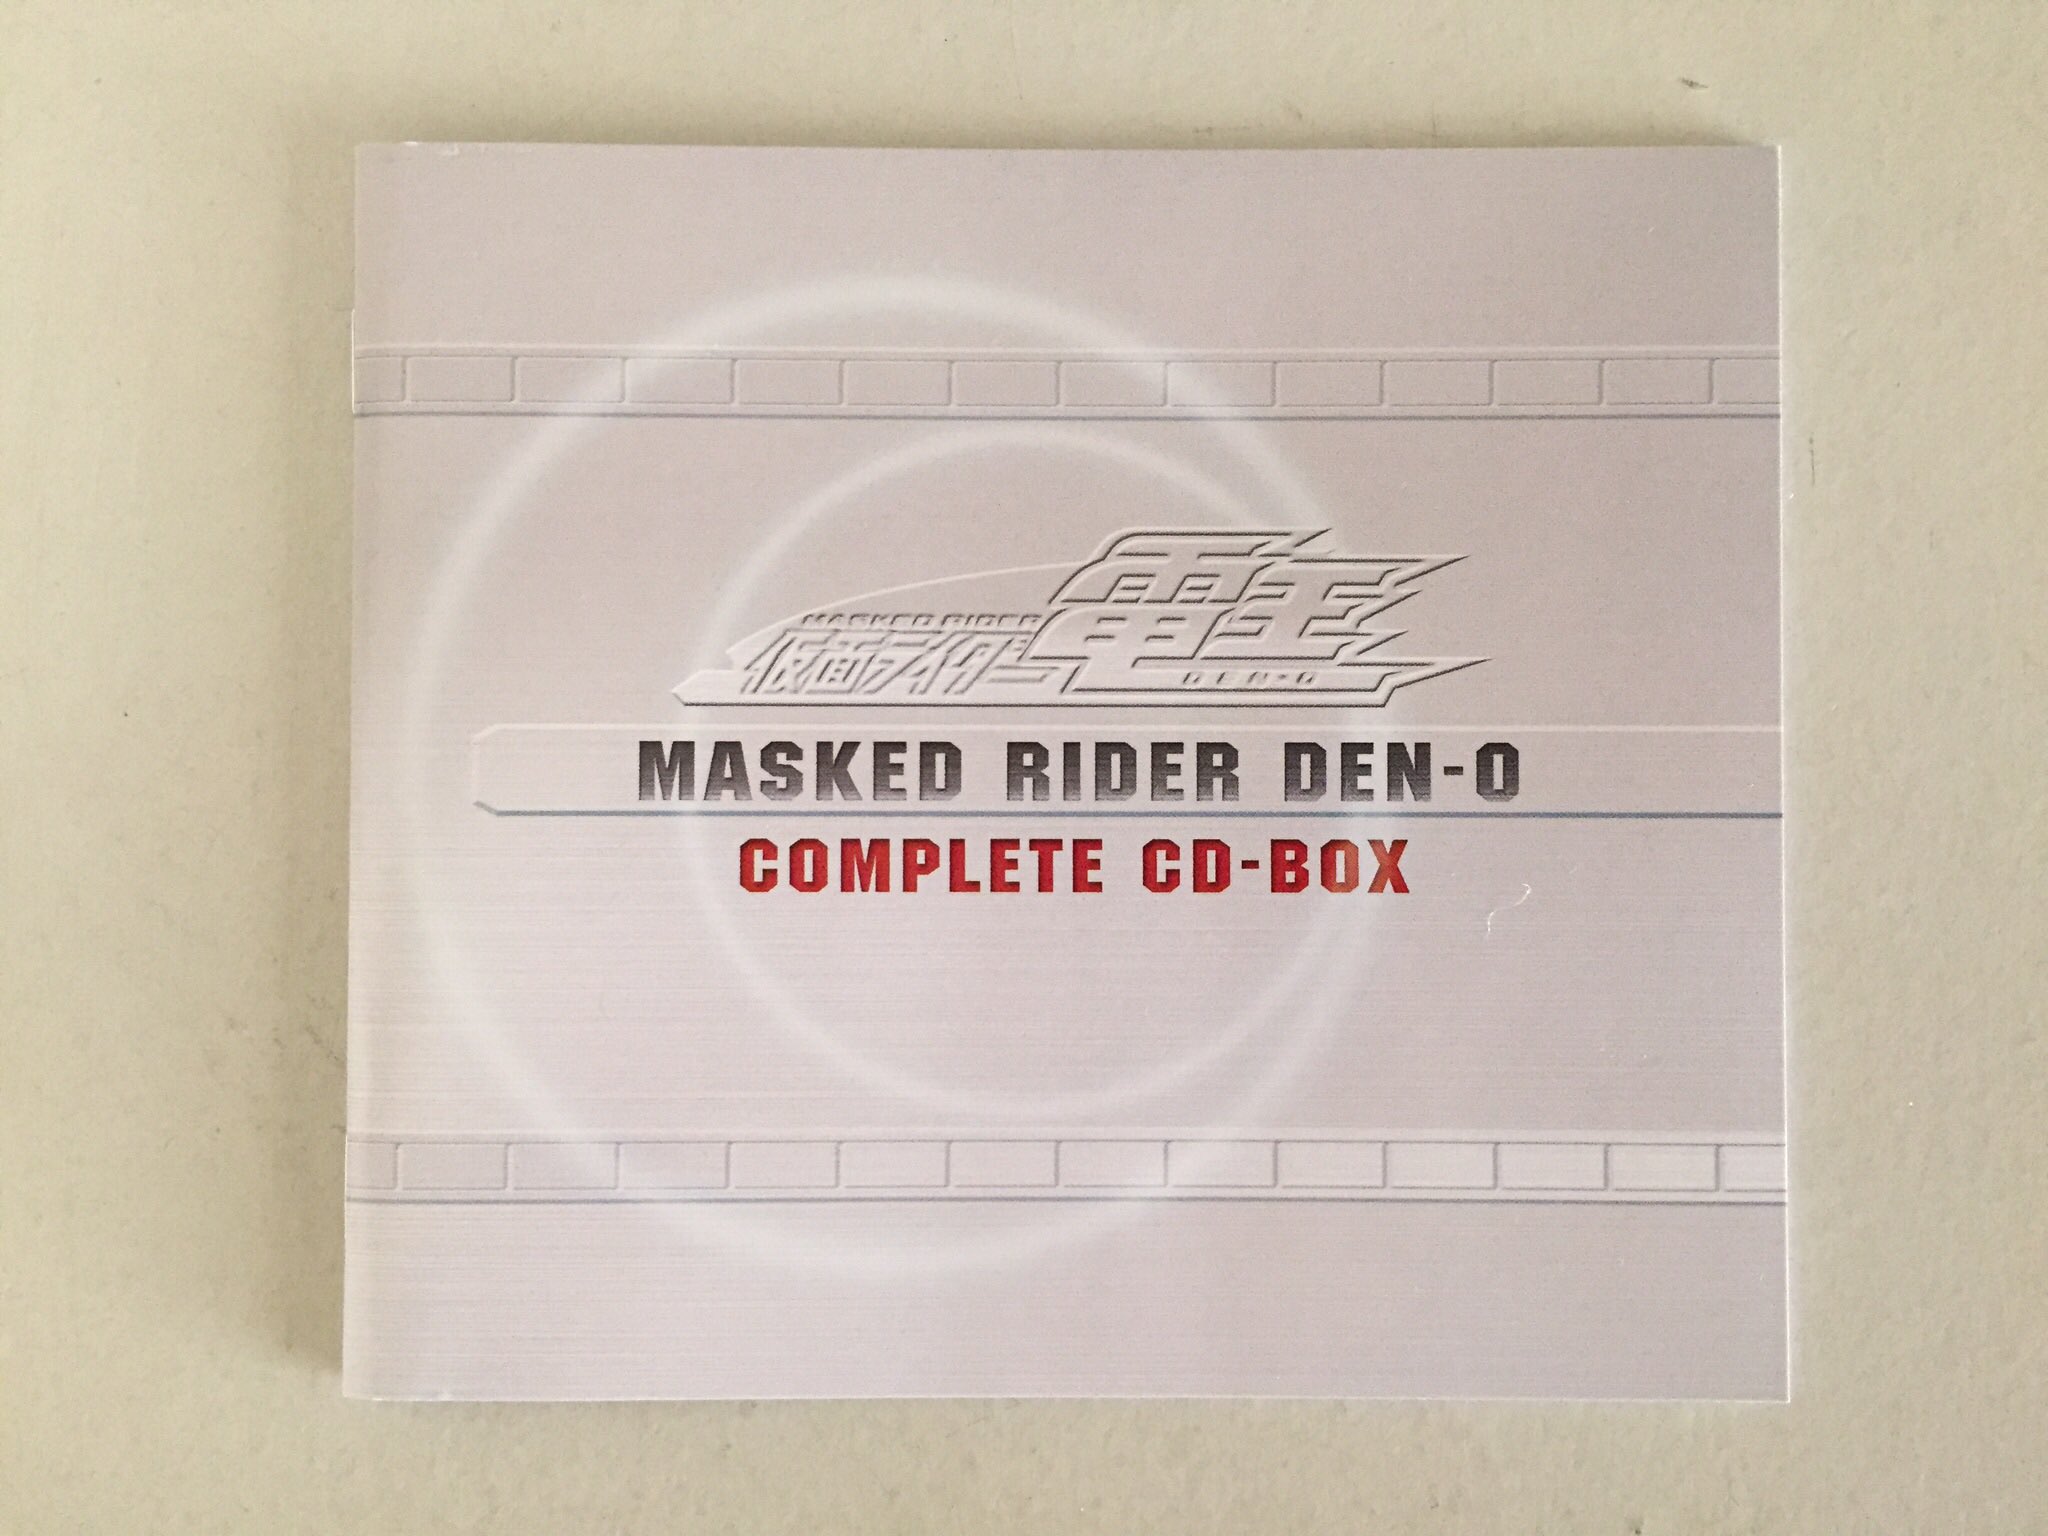 MASKED RIDER
仮面ライダー
電王
DEN-O
MASKED RIDER DEN-O
COMPLETE CD-BOX